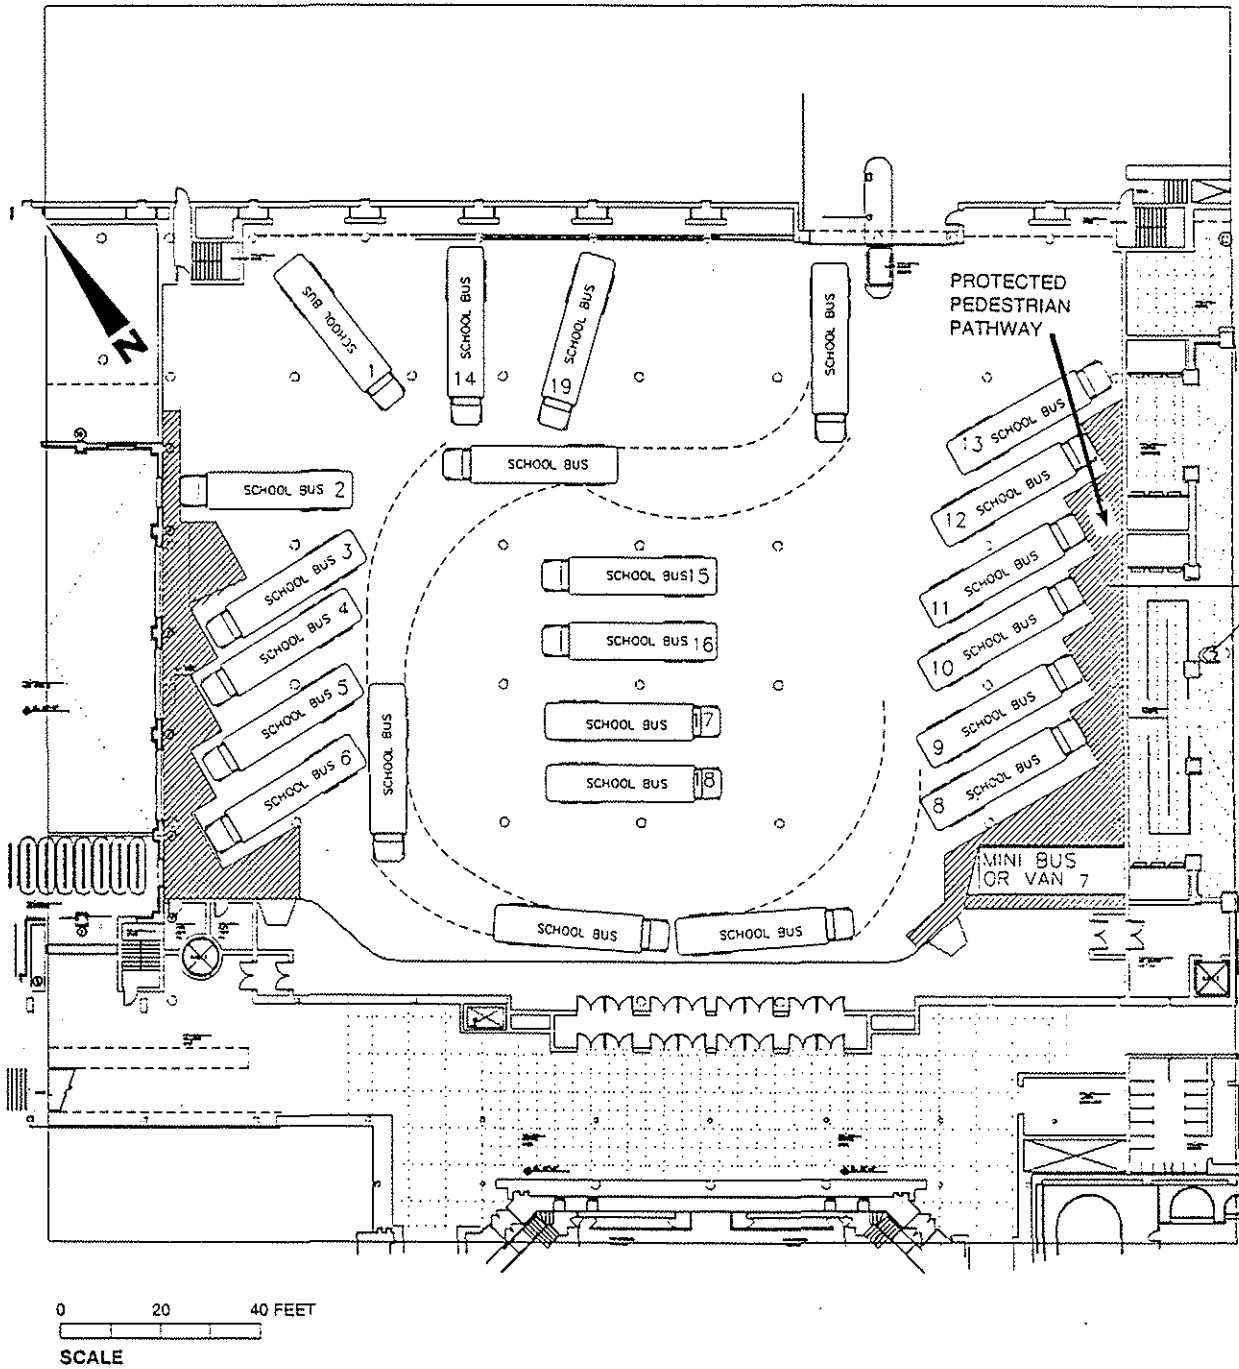 SCHOOL BUS 1
SCHOOL BUS 14
SCHOOL BUS 19
SCHOOL BUS
PROTECTED
PEDESTRIAN
PATHWAY
N
13 SCHOOL BUS
SCHOOL BUS
SCHOOL BUS 2
12 SCHOOL BUS
SCHOOL BUS 3
SCHOOL BUS 15
11 SCHOOL BUS
SCHOOL BUS 4
SCHOOL BUS 16
10 SCHOOL BUS
SCHOOL BUS 5
SCHOOL BUS 17
9 SCHOOL BUS
SCHOOL BUS
SCHOOL BUS 6
SCHOOL BUS 18
8 SCHOOL BUS
MINI BUS
OR VAN 7
SCHOOL BUS
SCHOOL BUS
0 20 40 FEET
SCALE